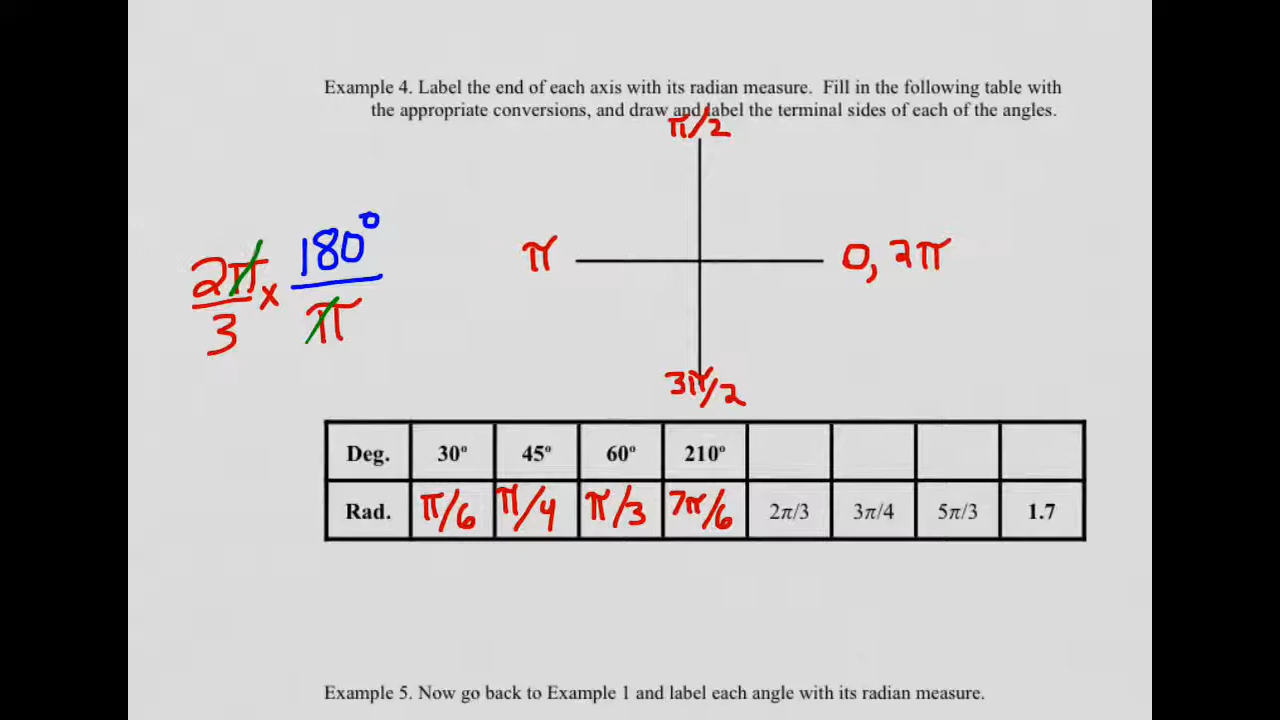 Example 4. Label the end of each axis with its radian measure. Fill in the following table with
the appropriate conversions, and draw and label the terminal sides of each of the angles.
π/2
2π/3 × 180°/π
π
0, 2π
3π/2
Deg. 30° 45° 60° 210°
Rad. π/6 π/4 π/3 7π/6 2π/3 3π/4 5π/3 1.7
Example 5. Now go back to Example 1 and label each angle with its radian measure.